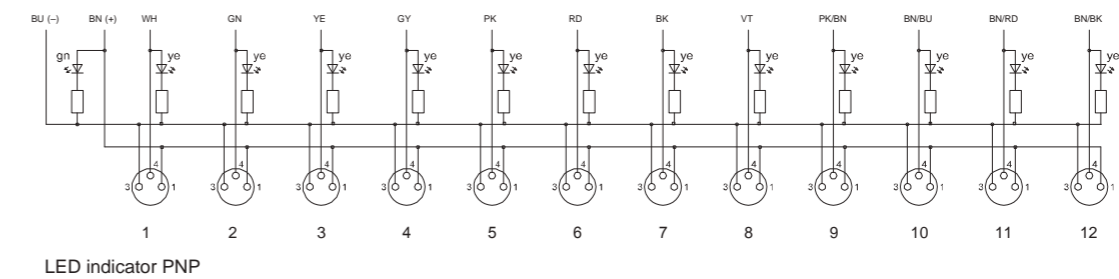 BU (–) BN (+) WH GN YE GY PK RD BK VT PK/BN BN/BU BN/RD BN/BK
gn ye ye ye ye ye ye ye ye ye ye ye ye
4 4 4 4 4 4 4 4 4 4 4 4
3 1 3 1 3 1 3 1 3 1 3 1 3 1 3 1 3 1 3 1 3 1 3 1
1 2 3 4 5 6 7 8 9 10 11 12
LED indicator PNP